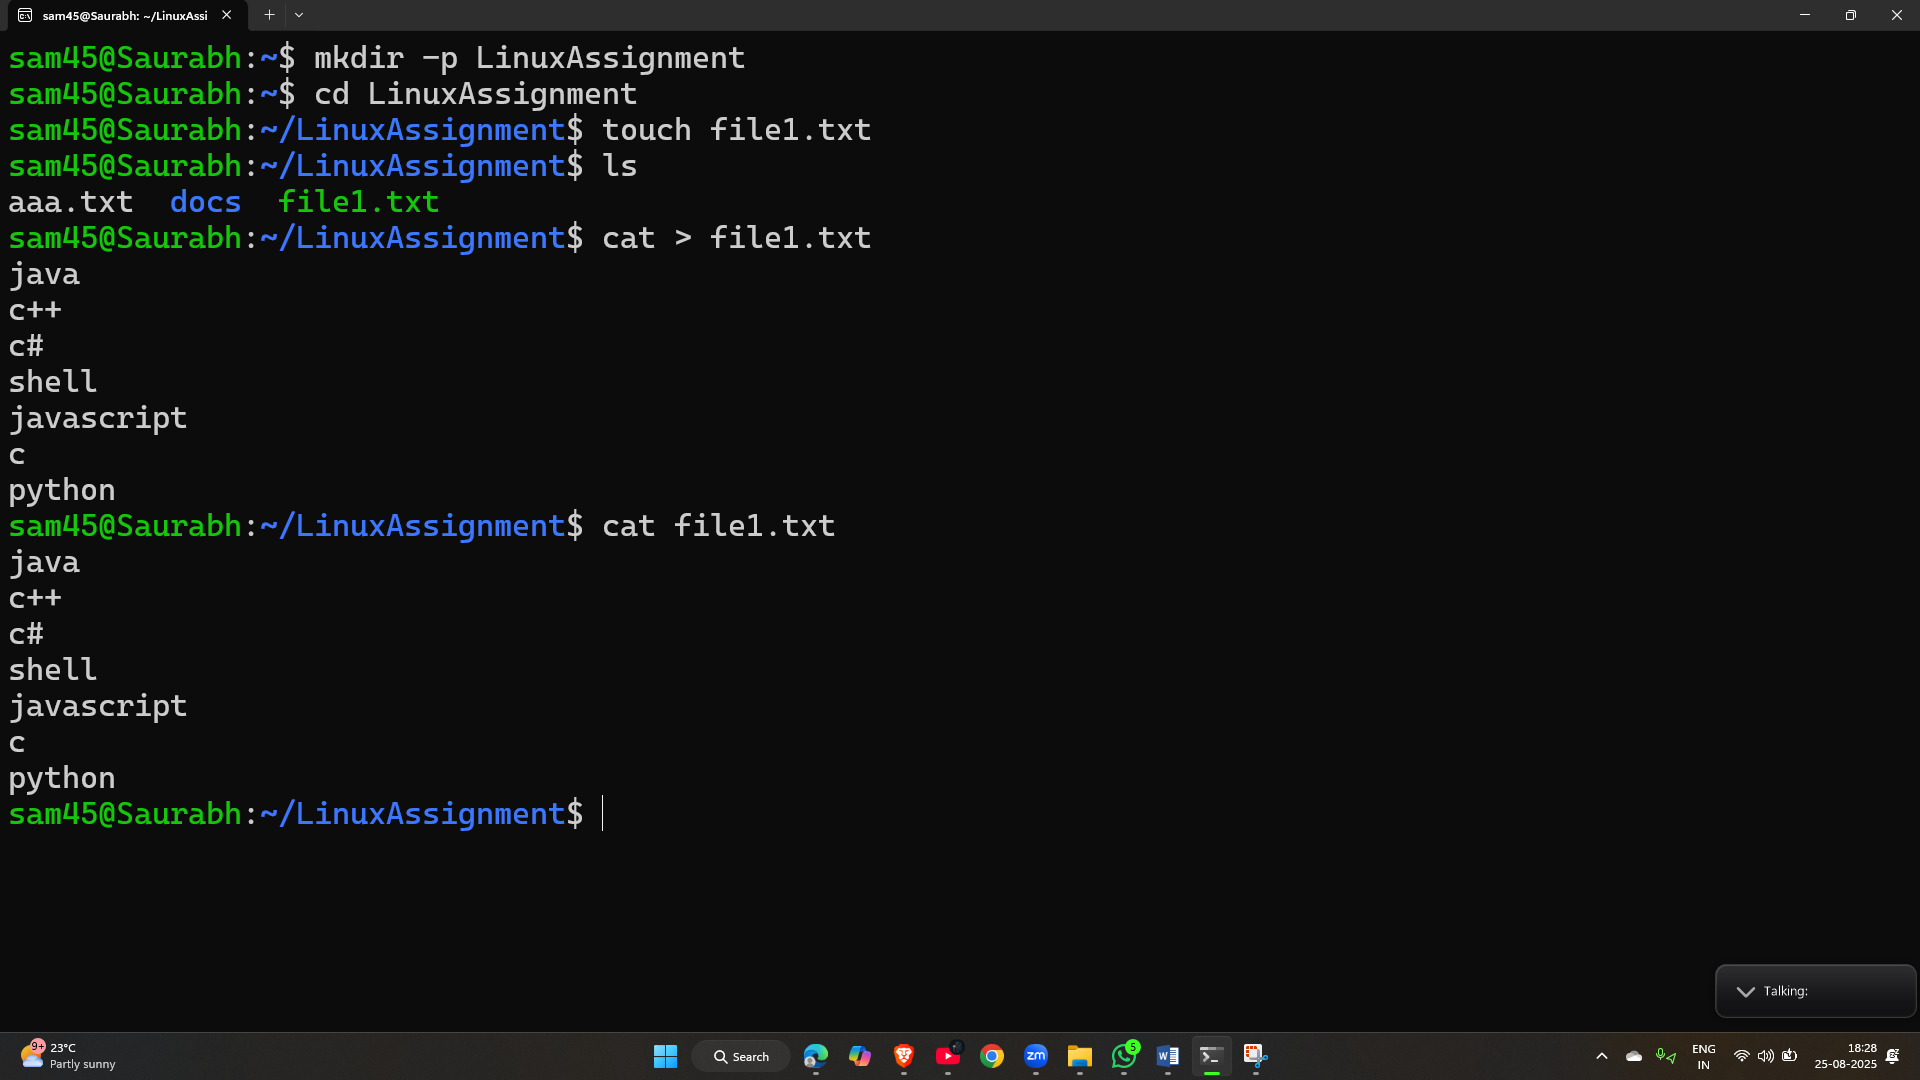 sam45@Saurabh: ~/LinuxAssi
sam45@Saurabh:~$ mkdir -p LinuxAssignment
sam45@Saurabh:~$ cd LinuxAssignment
sam45@Saurabh:~/LinuxAssignment$ touch file1.txt
sam45@Saurabh:~/LinuxAssignment$ ls
aaa.txt  docs  file1.txt
sam45@Saurabh:~/LinuxAssignment$ cat > file1.txt
java
c++
c#
shell
javascript
c
python
sam45@Saurabh:~/LinuxAssignment$ cat file1.txt
java
c++
c#
shell
javascript
c
python
sam45@Saurabh:~/LinuxAssignment$
Talking:
9+
23°C
Partly sunny
Search
zm
5
W
ENG
IN
18:28
25-08-2025